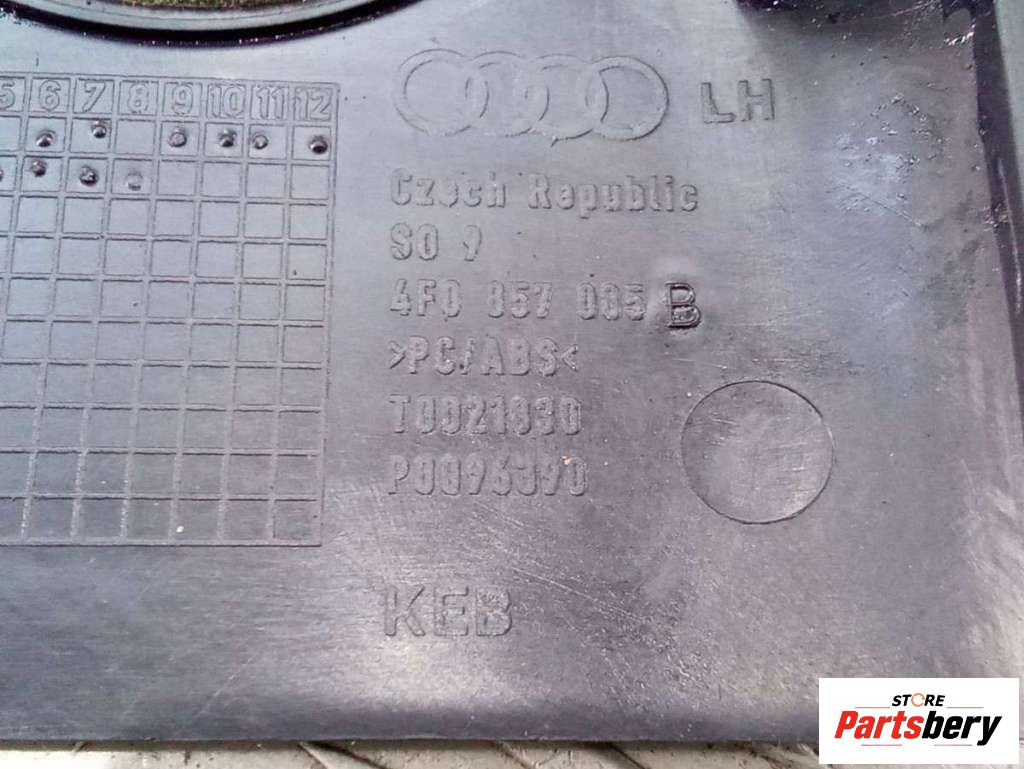 5 6 7 8 9 10 11 12
LH
Czech Republic
SO 9
4F0 857 085 B
>PC/ABS<
T0021830
P0096390
KEB
STORE
Partsbery